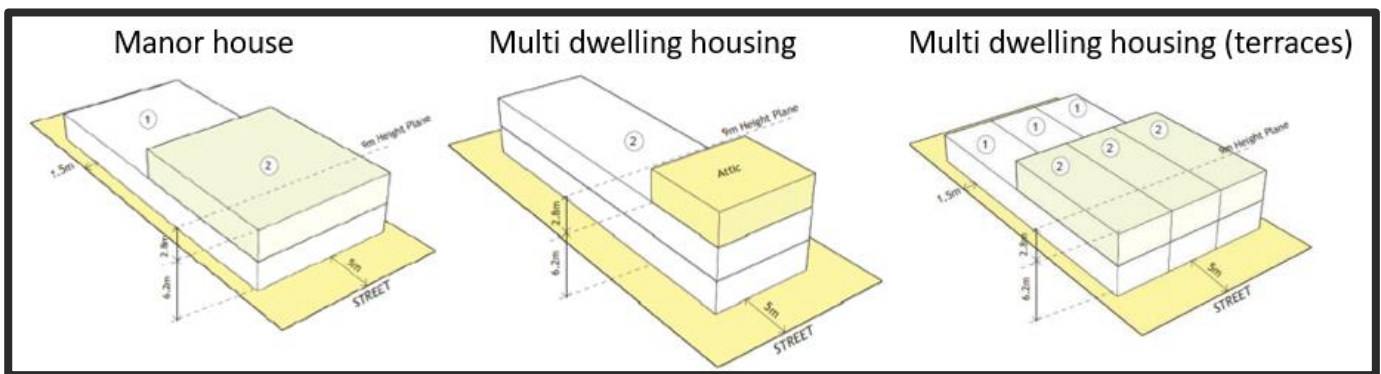 Manor house
1
2
9m Height Plane
1.5m
2.8m
6.2m
5m
STREET
Multi dwelling housing
2
9m Height Plane
Attic
2.8m
6.2m
5m
STREET
Multi dwelling housing (terraces)
1
1
1
2
2
2
9m Height Plane
1.5m
2.8m
6.2m
5m
STREET